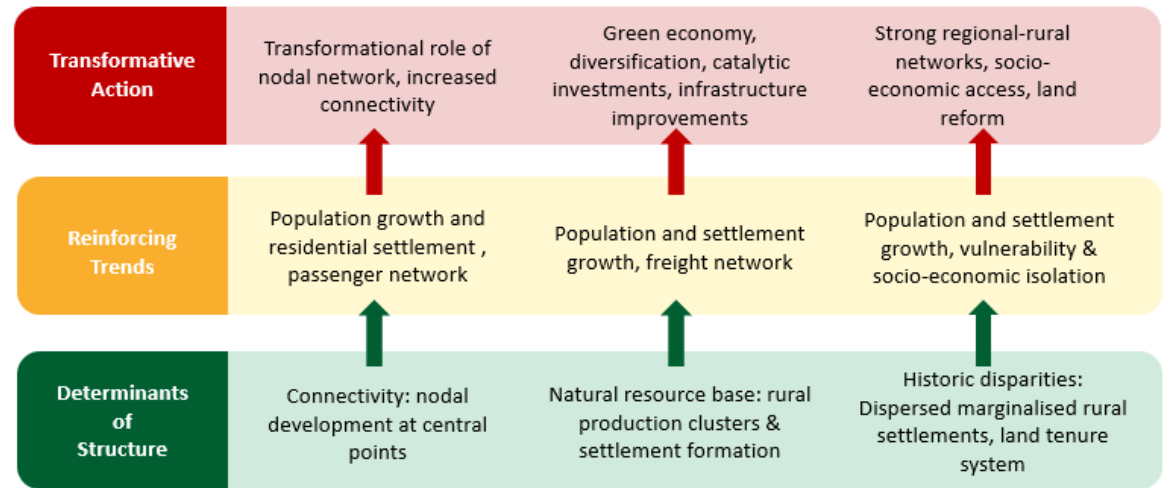 Transformative
Action
Transformational role of
nodal network, increased
connectivity
Green economy,
diversification, catalytic
investments, infrastructure
improvements
Strong regional-rural
networks, socio-
economic access, land
reform
Reinforcing
Trends
Population growth and
residential settlement ,
passenger network
Population and settlement
growth, freight network
Population and settlement
growth, vulnerability &
socio-economic isolation
Determinants
of
Structure
Connectivity: nodal
development at central
points
Natural resource base: rural
production clusters &
settlement formation
Historic disparities:
Dispersed marginalised rural
settlements, land tenure
system